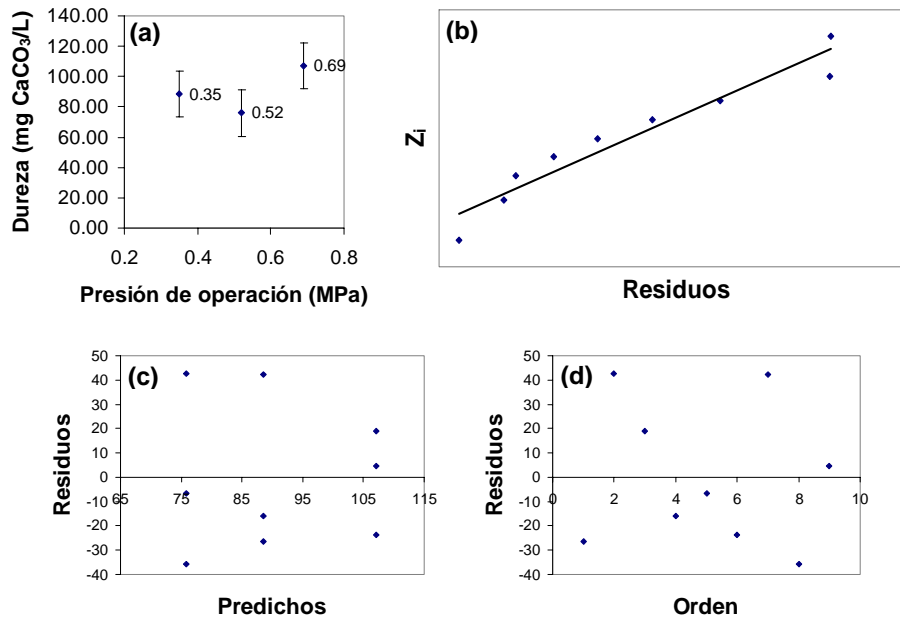 (a)
Dureza (mg CaCO₃/L)
140.00
120.00
100.00
80.00
60.00
40.00
20.00
0.00
0.35
0.52
0.69
0.2 0.4 0.6 0.8
Presión de operación (MPa)
(b)
Zᵢ
Residuos
(c)
Residuos
50
40
30
20
10
0
-10
-20
-30
-40
65 75 85 95 105 115
Predichos
(d)
Residuos
50
40
30
20
10
0
-10
-20
-30
-40
0 2 4 6 8 10
Orden